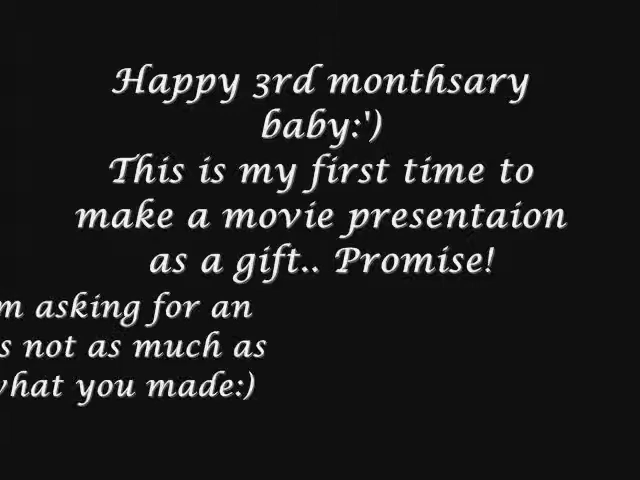 Happy 3rd monthsary
baby:')
This is my first time to
make a movie presentaion
as a gift.. Promise!
m asking for an
s not as much as
what you made:)